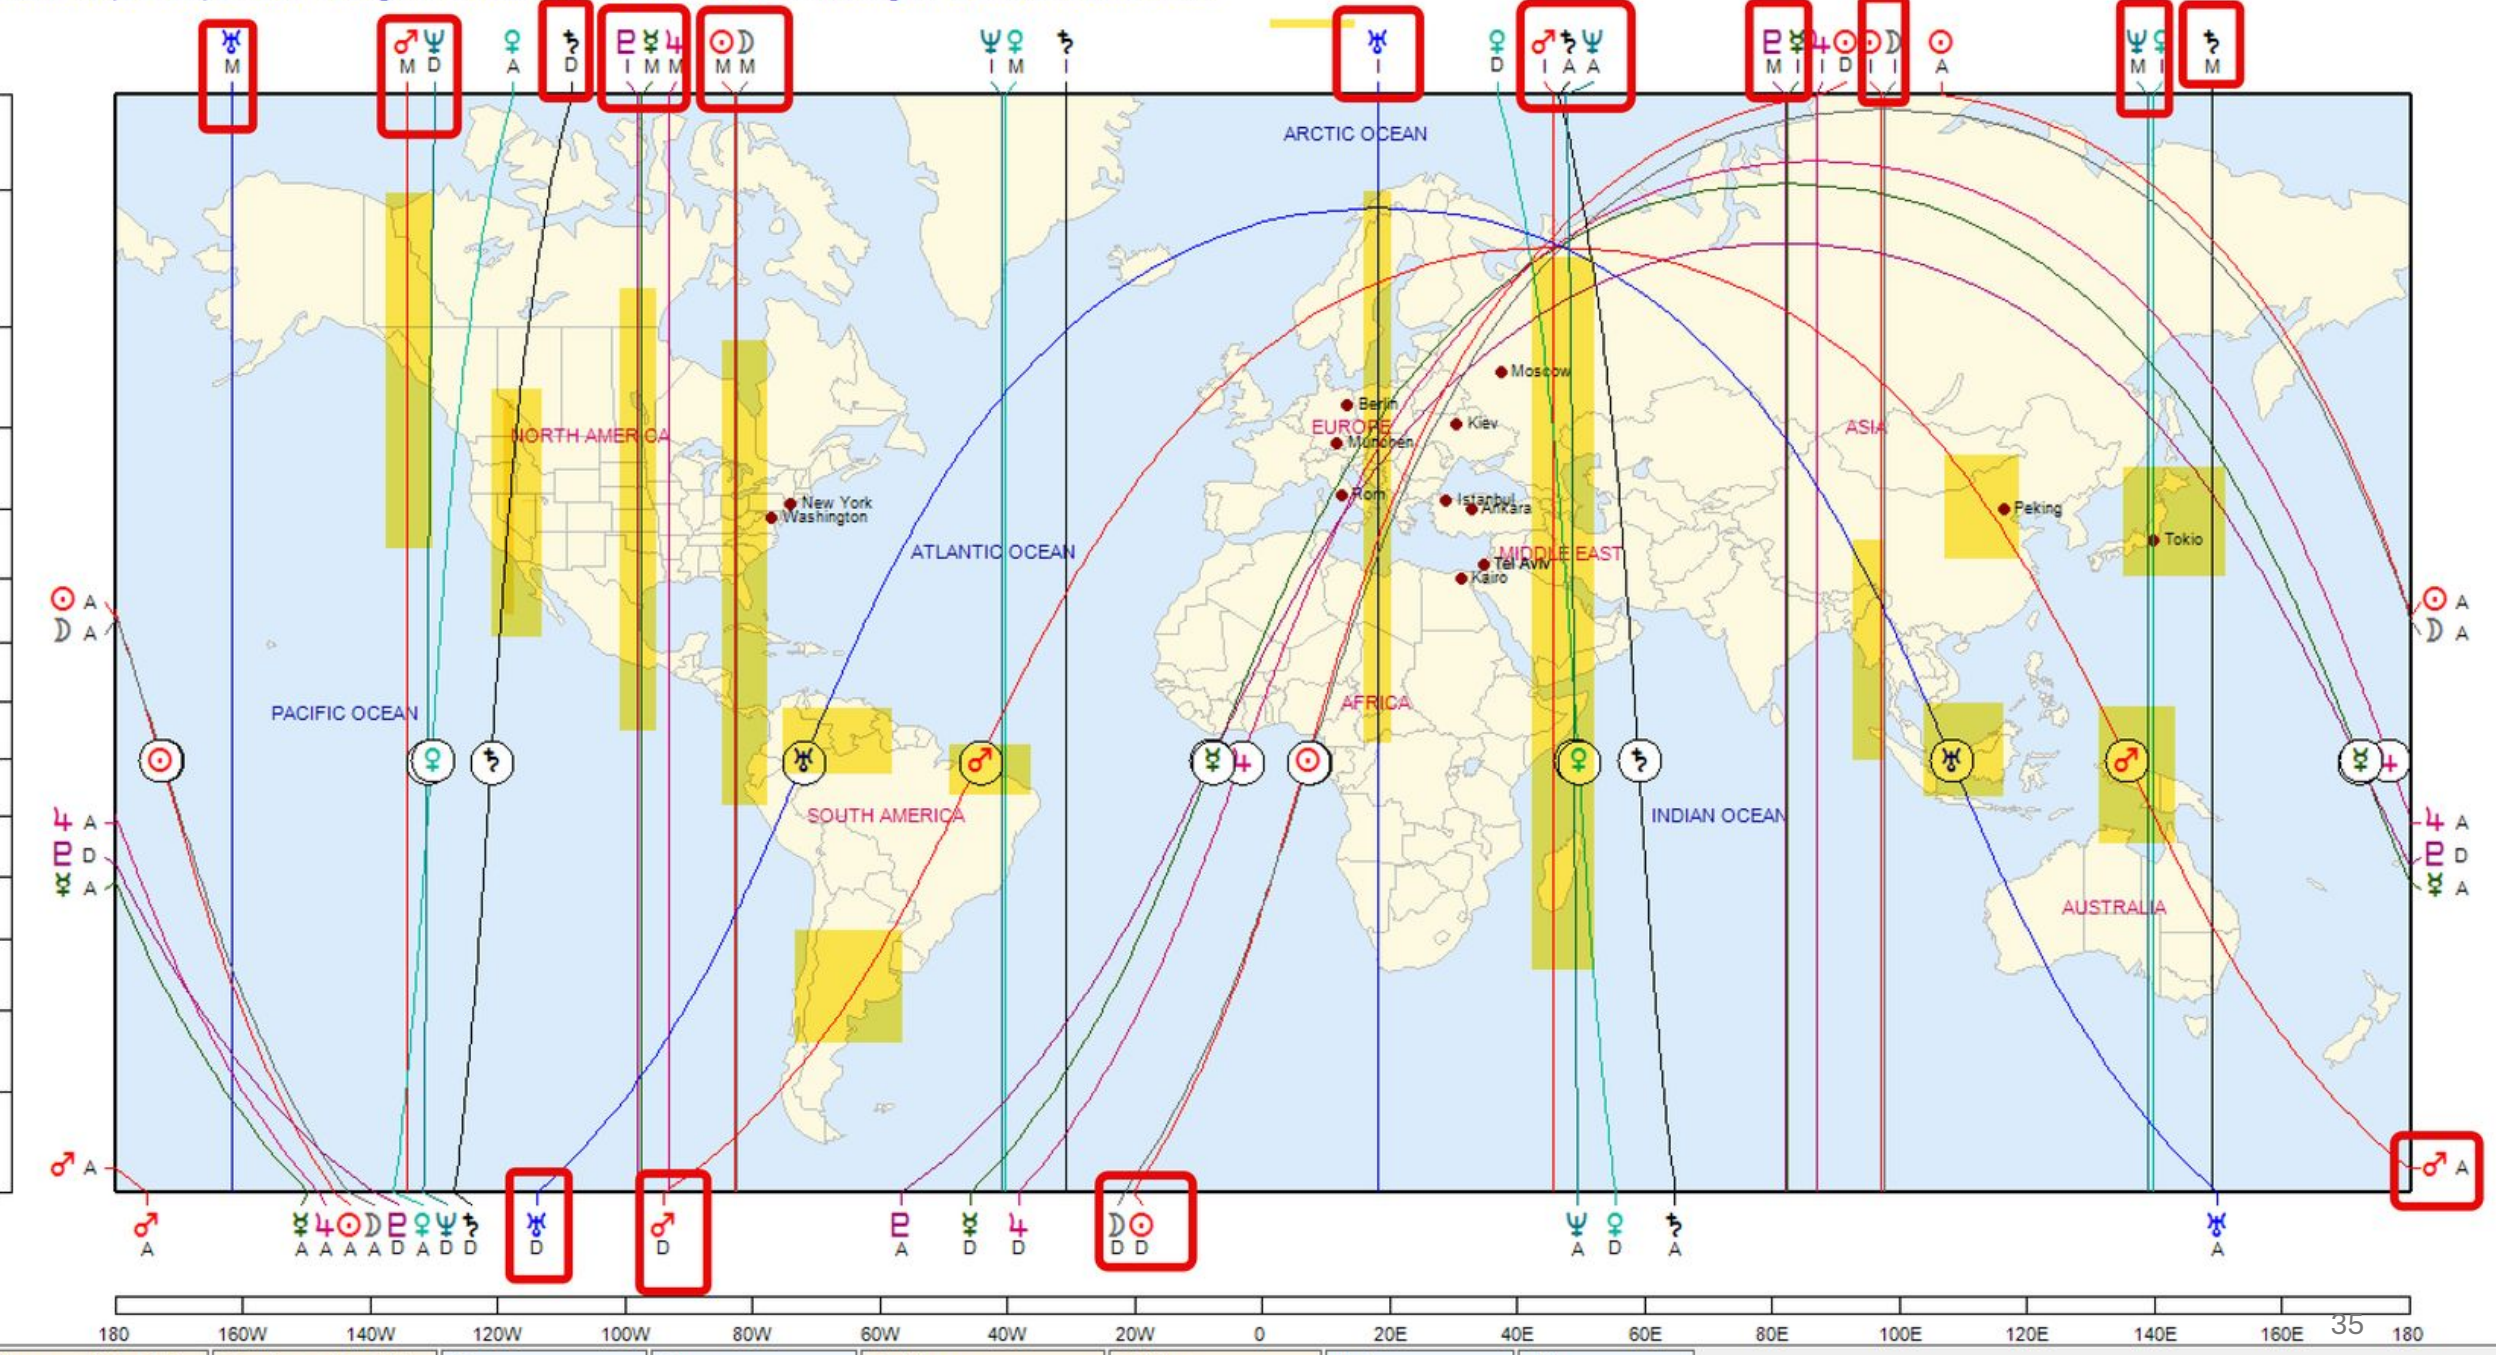 ♅ ♂ ♆ ♀ ♄ ♇ ☿ ♃ ☉ ☽ ♆ ♀ ♄ ♅ ♀ ♂ ♄ ♆ ♇ ☿ ♃ ☉ ☉ ☽ ☉ ♆ ♀ ♄
M M D A D I M M M M I M I I D I A A M I I D I I A M I M
ARCTIC OCEAN
Moscow
Berlin
Kiev
EUROPE
ASIA
NORTH AMERICA
München
Rom
Istanbul
Ankara
New York
Washington
Peking
Tokio
ATLANTIC OCEAN
MIDDLE EAST
Tel Aviv
Kairo
☉ A
☽ A
☉ A
☽ A
AFRICA
PACIFIC OCEAN
☉ ♀ ♄ ♅ ♂ ☿ ♃ ☉ ♀ ♄ ♅ ♂ ☿ ♃
SOUTH AMERICA
INDIAN OCEAN
♃ A
♇ D
☿ A
♃ A
♇ D
☿ A
AUSTRALIA
♂ A
♂ A
♂ ☿ ♃ ☉ ☽ ♇ ♀ ♆ ♄ ♅ ♂ ♇ ☿ ♃ ☽ ☉ ♆ ♀ ♄ ♅
A A A A A D A D D D D A D D D D A D A A
35
180 160W 140W 120W 100W 80W 60W 40W 20W 0 20E 40E 60E 80E 100E 120E 140E 160E 180